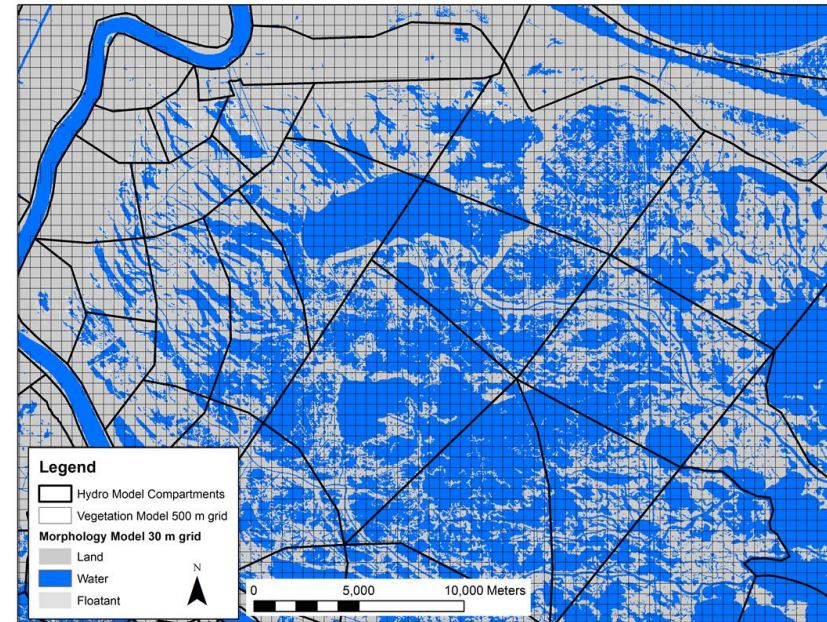 Legend
Hydro Model Compartments
Vegetation Model 500 m grid
Morphology Model 30 m grid
Land
Water
Floatant
N
0 5,000 10,000 Meters